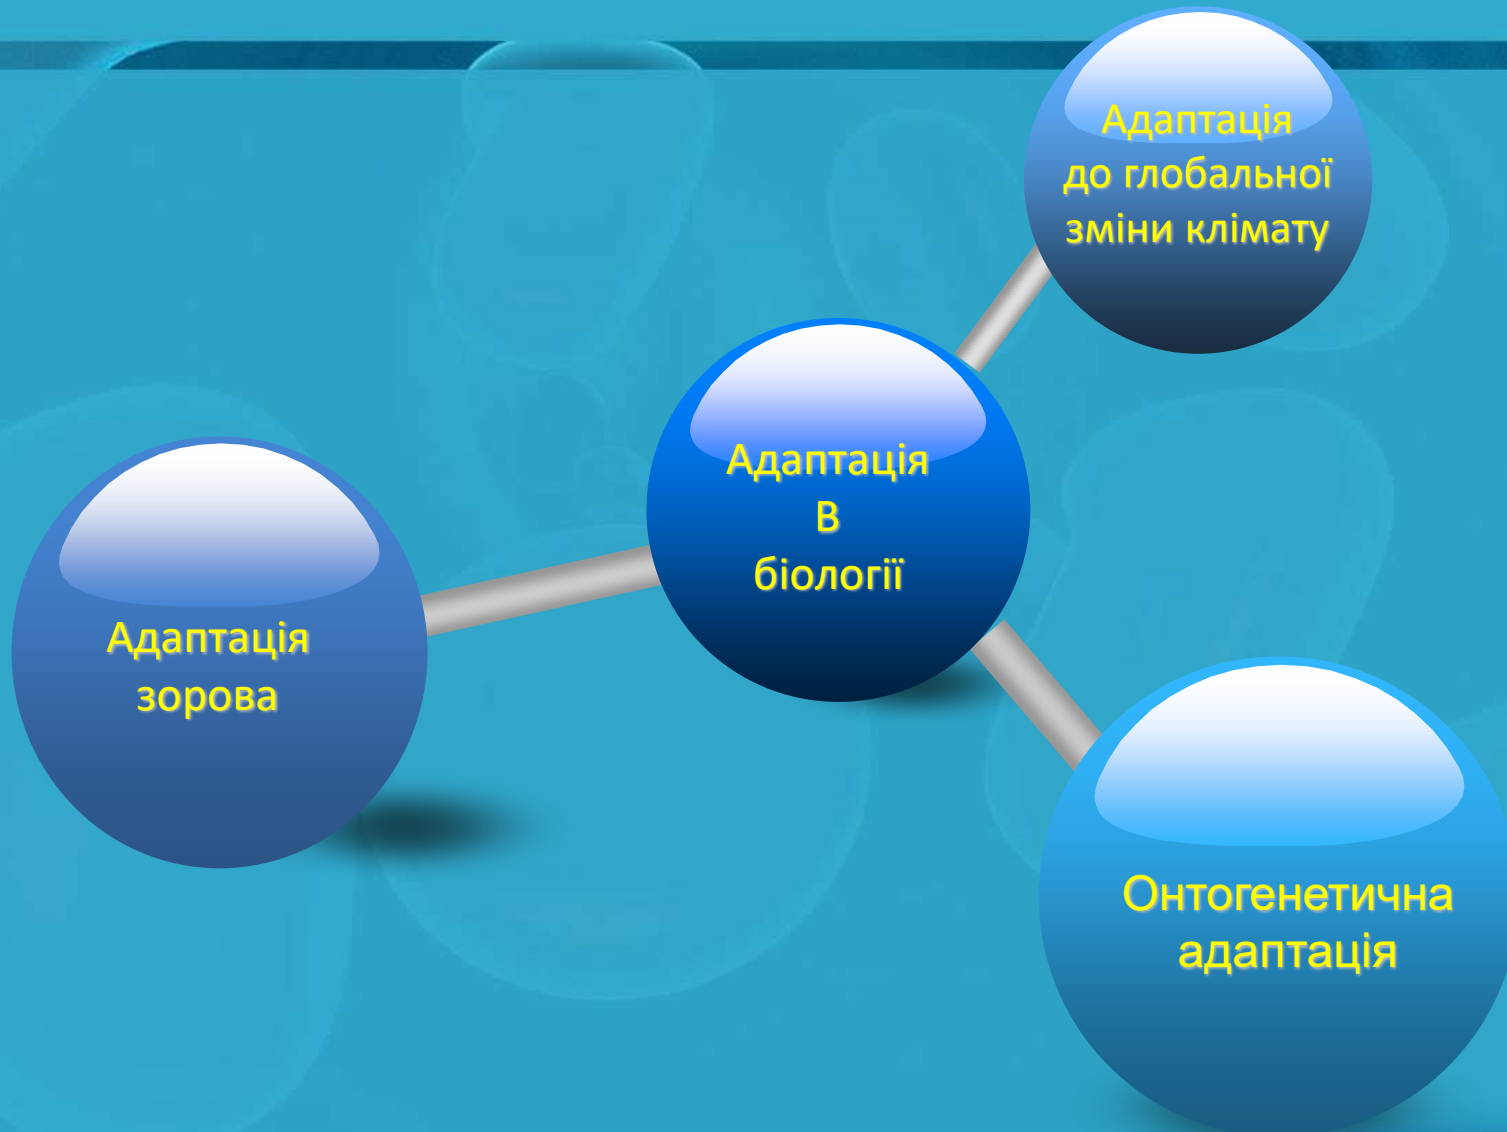 Адаптація
до глобальної
зміни клімату
Адаптація
В
біології
Адаптація
зорова
Онтогенетична
адаптація